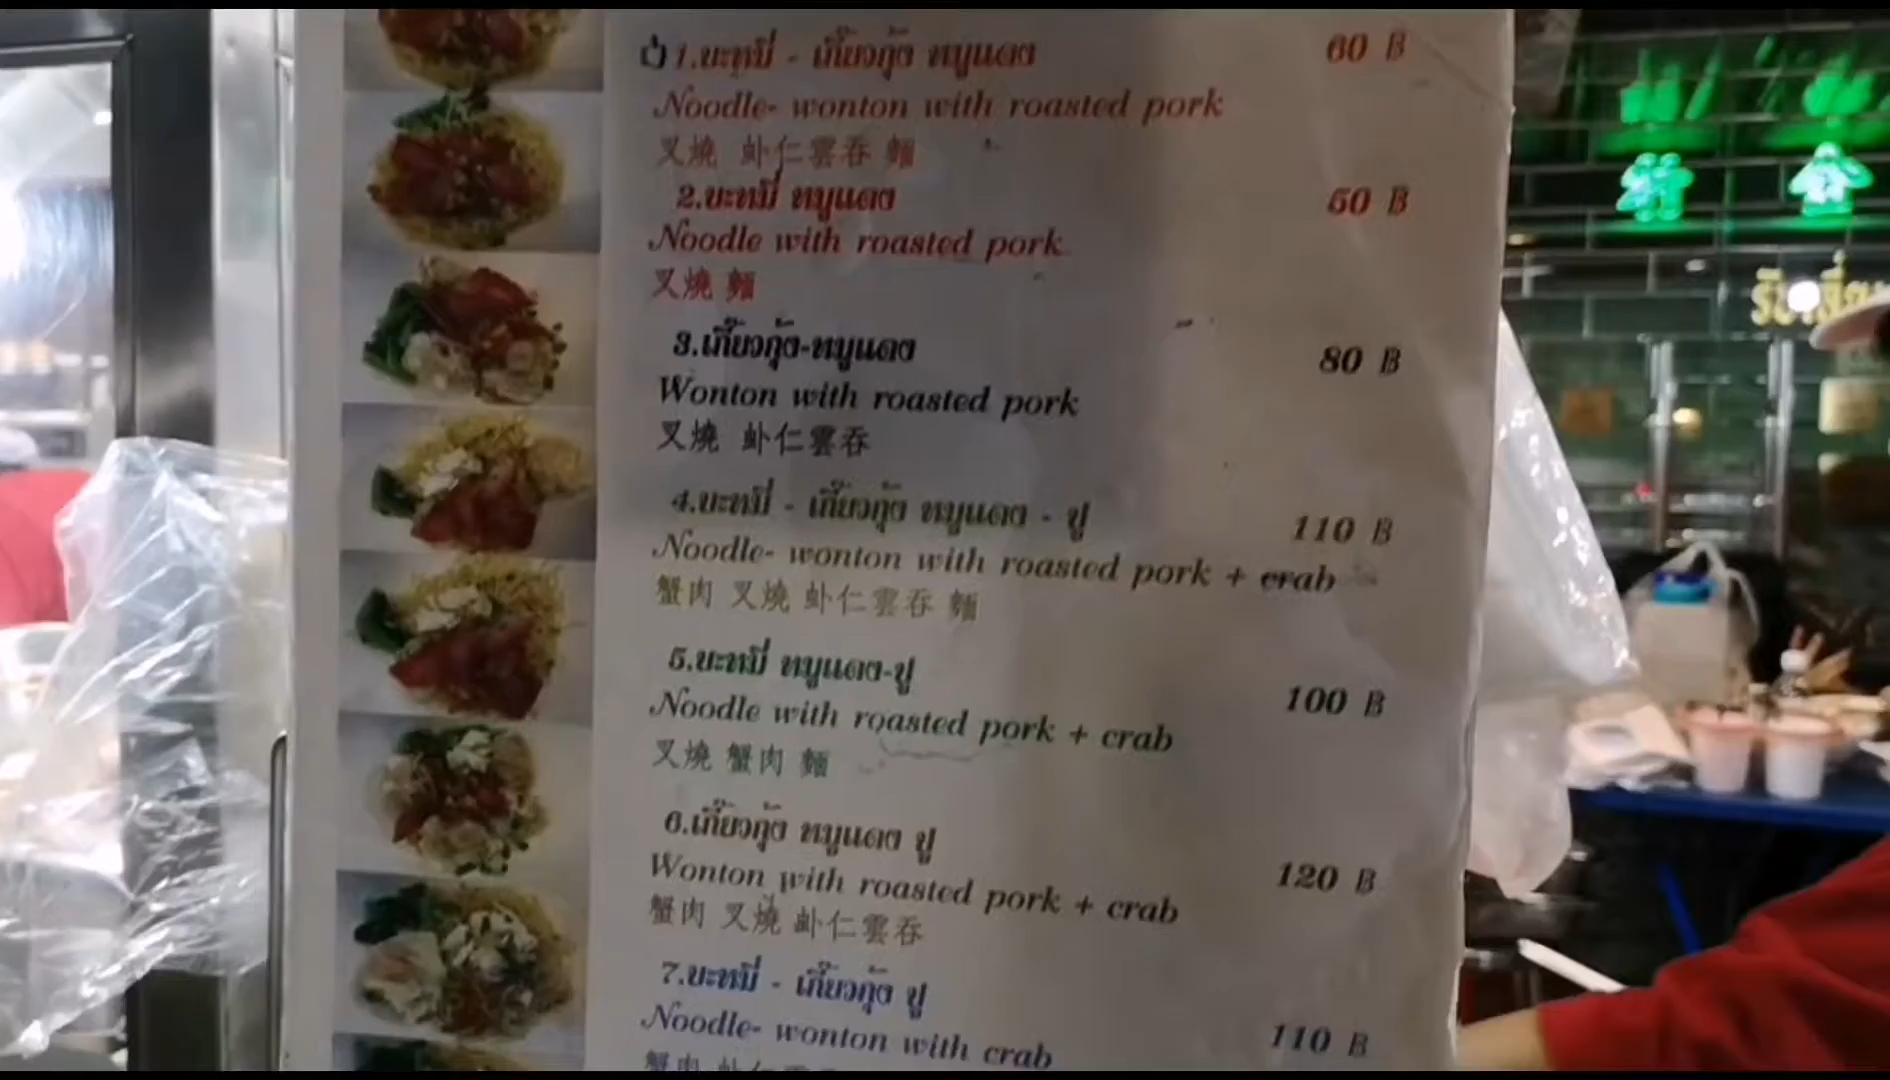 1.บะหมี่ - เกี๊ยวกุ้ง หมูแดง 60 ฿
Noodle- wonton with roasted pork
叉燒 虾仁雲吞 麵
2.บะหมี่ หมูแดง 50 ฿
Noodle with roasted pork
叉燒 麵
3.เกี๊ยวกุ้ง-หมูแดง 80 ฿
Wonton with roasted pork
叉燒 虾仁雲吞
4.บะหมี่ - เกี๊ยวกุ้ง หมูแดง - ปู 110 ฿
Noodle- wonton with roasted pork + crab
蟹肉 叉燒 虾仁雲吞 麵
5.บะหมี่ หมูแดง-ปู 100 ฿
Noodle with roasted pork + crab
叉燒 蟹肉 麵
6.เกี๊ยวกุ้ง หมูแดง ปู 120 ฿
Wonton with roasted pork + crab
蟹肉 叉燒 虾仁雲吞
7.บะหมี่ - เกี๊ยวกุ้ง ปู 110 ฿
Noodle- wonton with crab
蟹肉 虾仁雲吞